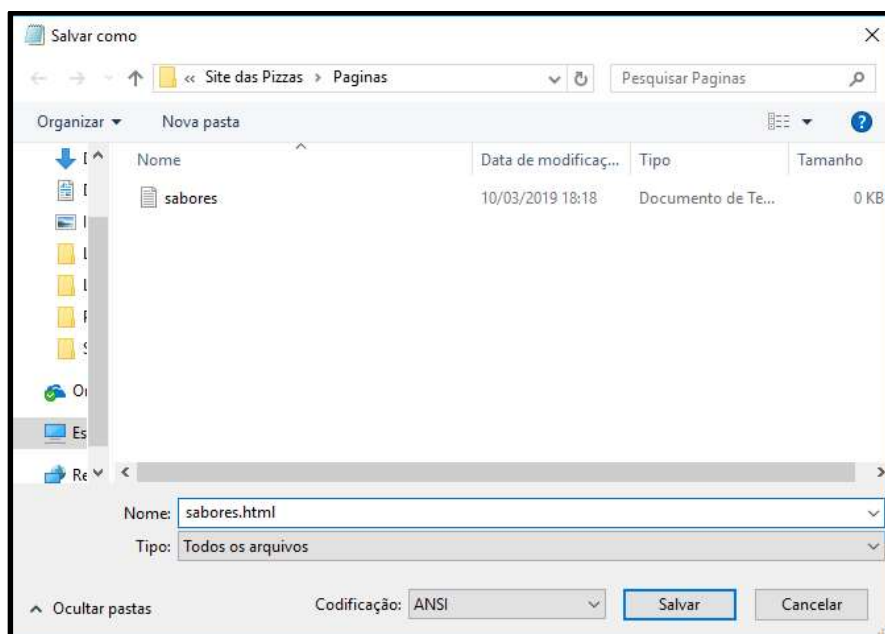 Salvar como
« Site das Pizzas > Paginas
Pesquisar Paginas
Organizar
Nova pasta
Nome Data de modificaç... Tipo Tamanho
sabores 10/03/2019 18:18 Documento de Te... 0 KB
Es
Re
Nome: sabores.html
Tipo: Todos os arquivos
Ocultar pastas Codificação: ANSI Salvar Cancelar